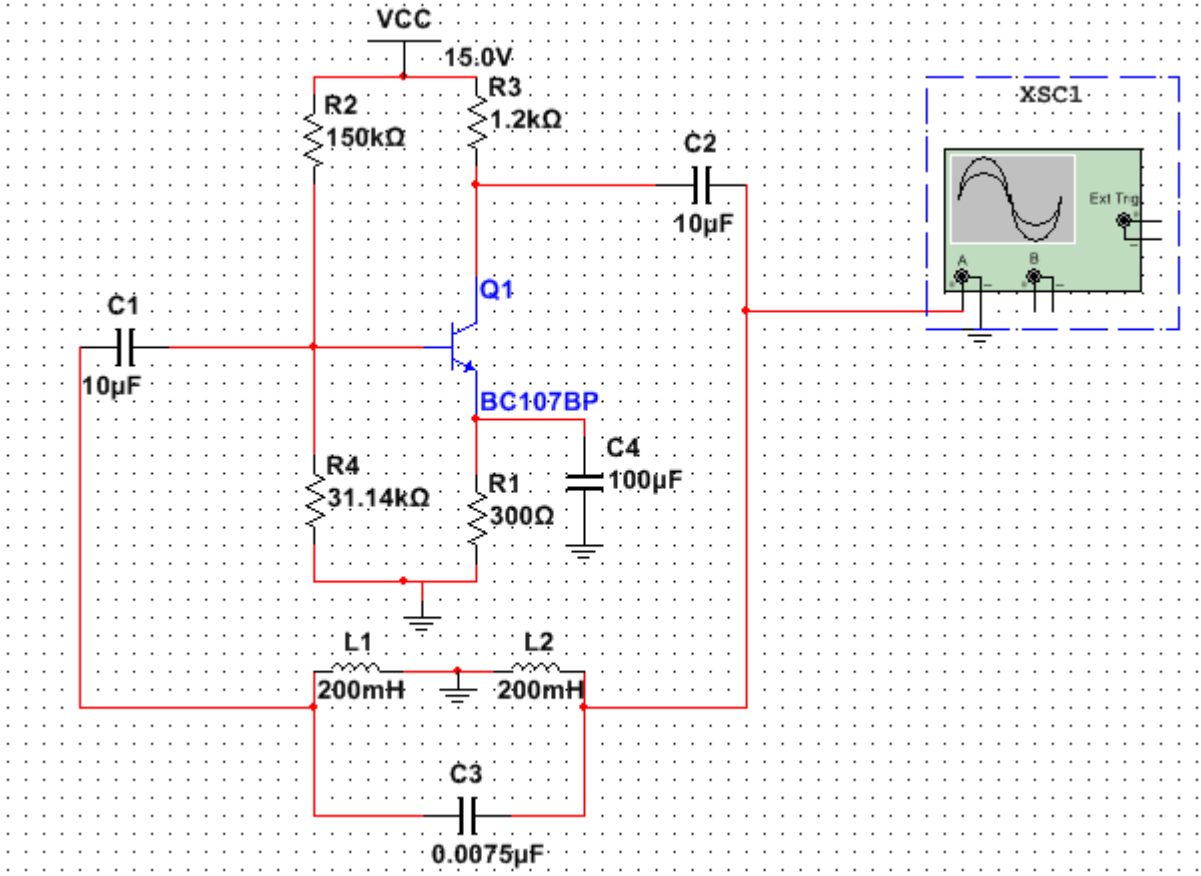 VCC
15.0V
R2
150kΩ
R3
1.2kΩ
C2
10µF
XSC1
Ext Trig
A
B
C1
10µF
Q1
BC107BP
R4
31.14kΩ
R1
300Ω
C4
100µF
L1
200mH
L2
200mH
C3
0.0075µF